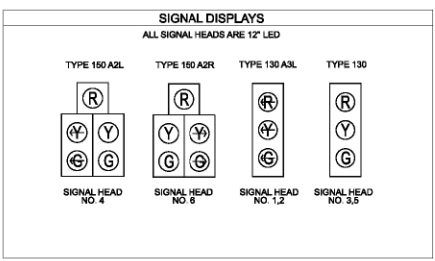 SIGNAL DISPLAYS
ALL SIGNAL HEADS ARE 12" LED
TYPE 150 A2L TYPE 150 A2R TYPE 130 A3L TYPE 130
R R R R
Y Y Y Y Y Y
G G G G G G
SIGNAL HEAD SIGNAL HEAD SIGNAL HEAD SIGNAL HEAD
NO. 4 NO. 6 NO. 1,2 NO. 3,5